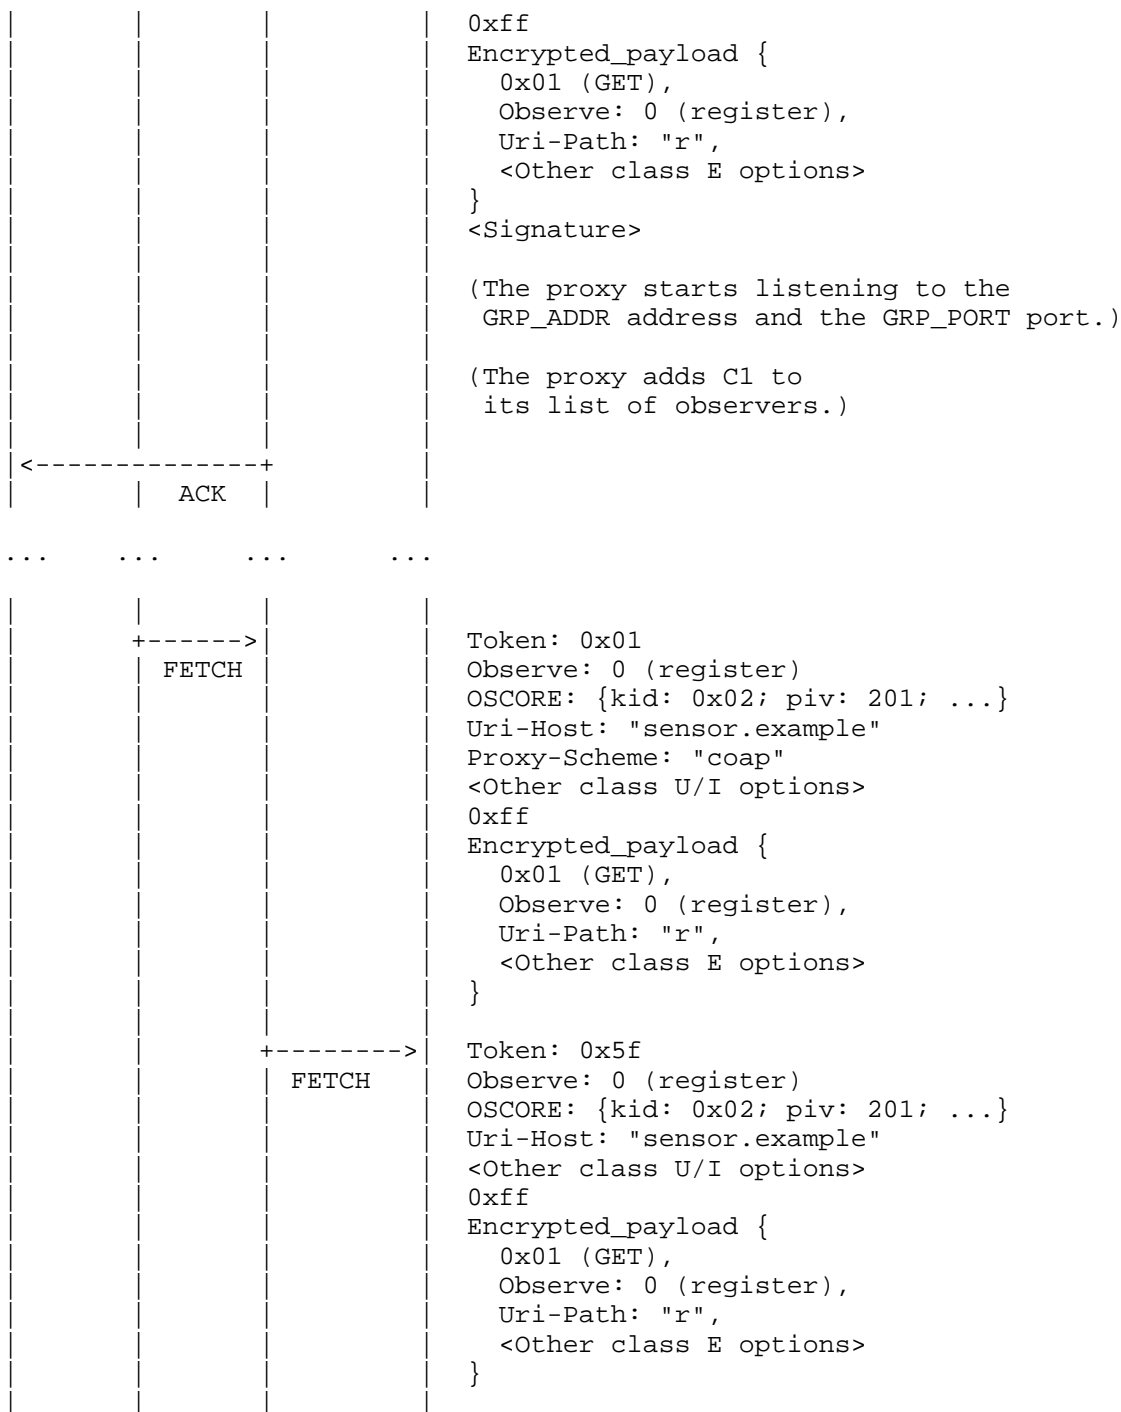 |       |       |         |  0xff
|       |       |         |  Encrypted_payload {
|       |       |         |    0x01 (GET),
|       |       |         |    Observe: 0 (register),
|       |       |         |    Uri-Path: "r",
|       |       |         |    <Other class E options>
|       |       |         |  }
|       |       |         |  <Signature>
|       |       |         |
|       |       |         |  (The proxy starts listening to the
|       |       |         |   GRP_ADDR address and the GRP_PORT port.)
|       |       |         |
|       |       |         |  (The proxy adds C1 to
|       |       |         |   its list of observers.)
|       |       |         |
|<--------------+         |
|       |  ACK  |         |

...    ...     ...      ...

|       |       |         |
|       +------>|         |  Token: 0x01
|       | FETCH |         |  Observe: 0 (register)
|       |       |         |  OSCORE: {kid: 0x02; piv: 201; ...}
|       |       |         |  Uri-Host: "sensor.example"
|       |       |         |  Proxy-Scheme: "coap"
|       |       |         |  <Other class U/I options>
|       |       |         |  0xff
|       |       |         |  Encrypted_payload {
|       |       |         |    0x01 (GET),
|       |       |         |    Observe: 0 (register),
|       |       |         |    Uri-Path: "r",
|       |       |         |    <Other class E options>
|       |       |         |  }
|       |       |         |
|       |       +-------->|  Token: 0x5f
|       |       | FETCH   |  Observe: 0 (register)
|       |       |         |  OSCORE: {kid: 0x02; piv: 201; ...}
|       |       |         |  Uri-Host: "sensor.example"
|       |       |         |  <Other class U/I options>
|       |       |         |  0xff
|       |       |         |  Encrypted_payload {
|       |       |         |    0x01 (GET),
|       |       |         |    Observe: 0 (register),
|       |       |         |    Uri-Path: "r",
|       |       |         |    <Other class E options>
|       |       |         |  }
|       |       |         |